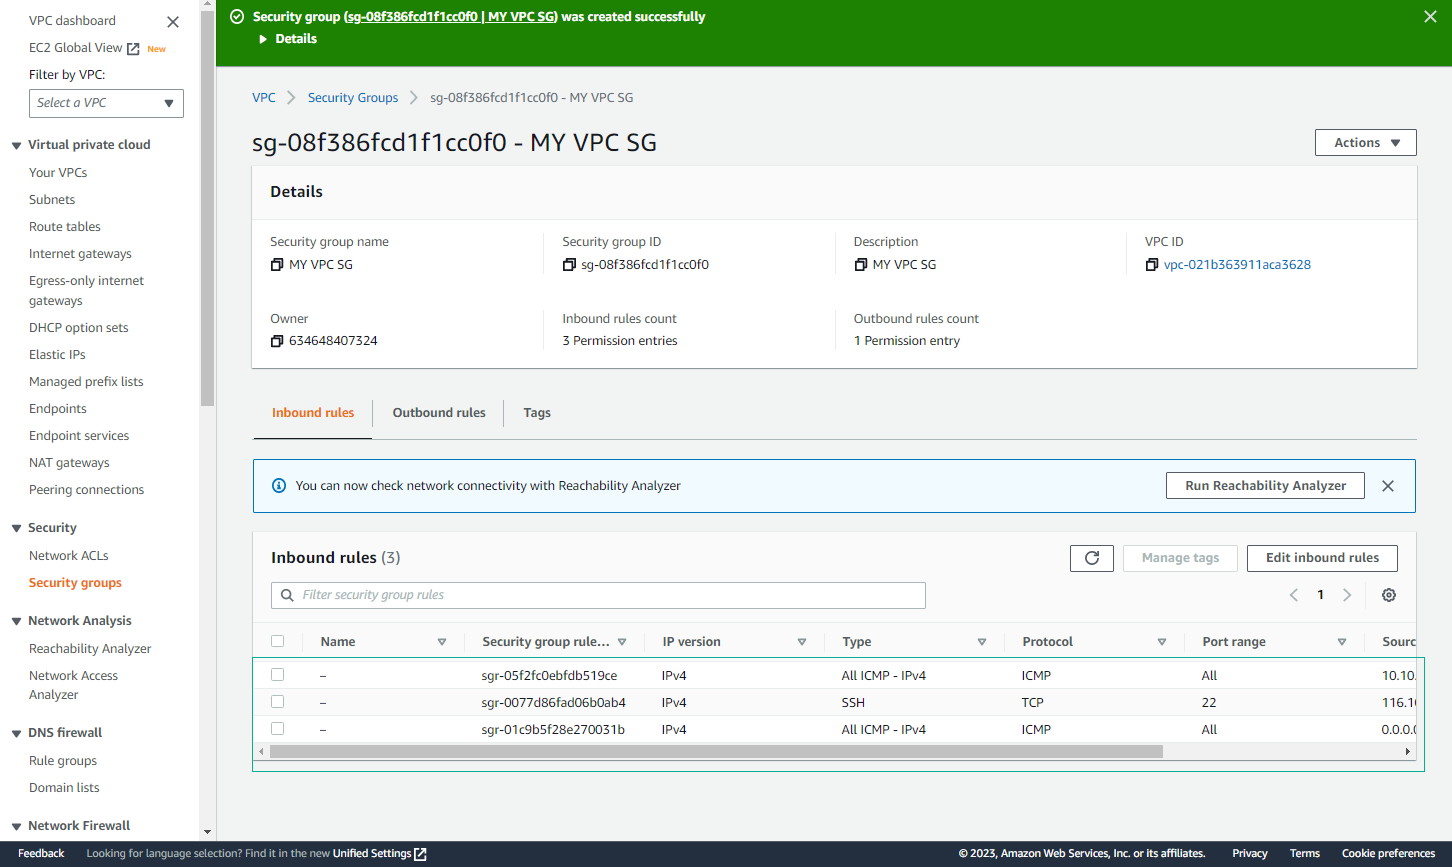 VPC dashboard
EC2 Global View New
Filter by VPC:
Select a VPC
Virtual private cloud
Your VPCs
Subnets
Route tables
Internet gateways
Egress-only internet
gateways
DHCP option sets
Elastic IPs
Managed prefix lists
Endpoints
Endpoint services
NAT gateways
Peering connections
Security
Network ACLs
Security groups
Network Analysis
Reachability Analyzer
Network Access
Analyzer
DNS firewall
Rule groups
Domain lists
Network Firewall
Security group (sg-08f386fcd1f1cc0f0 | MY VPC SG) was created successfully
Details
VPC Security Groups sg-08f386fcd1f1cc0f0 - MY VPC SG
sg-08f386fcd1f1cc0f0 - MY VPC SG
Actions
Details
Security group name Security group ID Description VPC ID
MY VPC SG sg-08f386fcd1f1cc0f0 MY VPC SG vpc-021b363911aca3628
Owner Inbound rules count Outbound rules count
634648407324 3 Permission entries 1 Permission entry
Inbound rules Outbound rules Tags
You can now check network connectivity with Reachability Analyzer Run Reachability Analyzer
Inbound rules (3) Manage tags Edit inbound rules
Filter security group rules 1
Name Security group rule... IP version Type Protocol Port range Sourc
– sgr-05f2fc0ebfdb519ce IPv4 All ICMP - IPv4 ICMP All 10.10.
– sgr-0077d86fad06b0ab4 IPv4 SSH TCP 22 116.10
– sgr-01c9b5f28e270031b IPv4 All ICMP - IPv4 ICMP All 0.0.0.0
Feedback Looking for language selection? Find it in the new Unified Settings © 2023, Amazon Web Services, Inc. or its affiliates. Privacy Terms Cookie preferences